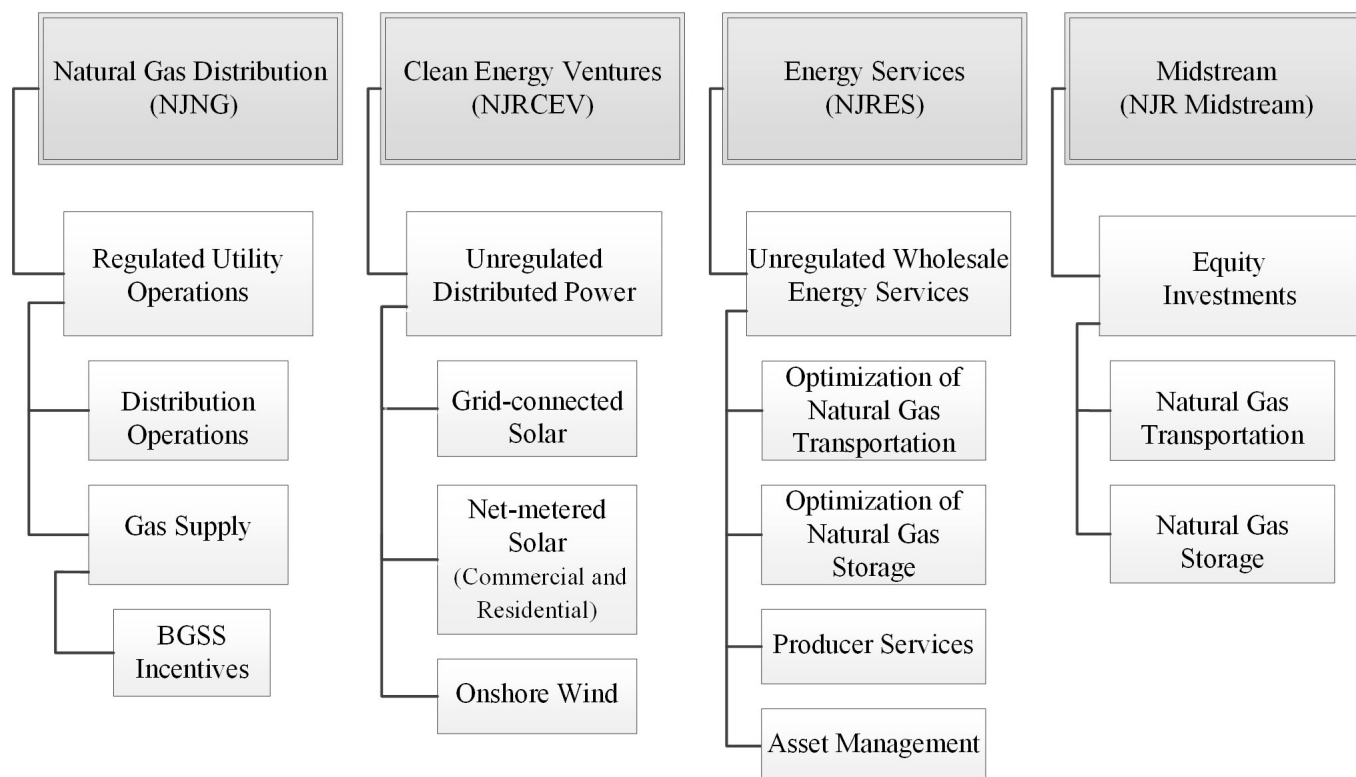 Natural Gas Distribution
(NJNG)
Regulated Utility
Operations
Distribution
Operations
Gas Supply
BGSS
Incentives
Clean Energy Ventures
(NJRCEV)
Unregulated
Distributed Power
Grid-connected
Solar
Net-metered
Solar
(Commercial and
Residential)
Onshore Wind
Energy Services
(NJRES)
Unregulated Wholesale
Energy Services
Optimization of
Natural Gas
Transportation
Optimization of
Natural Gas
Storage
Producer Services
Asset Management
Midstream
(NJR Midstream)
Equity
Investments
Natural Gas
Transportation
Natural Gas
Storage